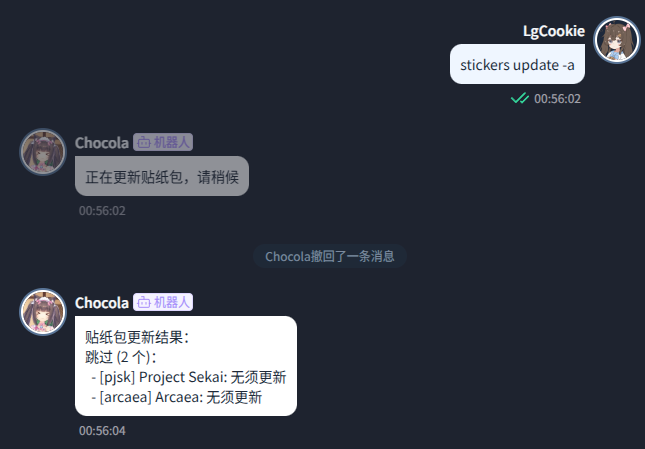 LgCookie
stickers update -a
00:56:02
Chocola 机器人
正在更新贴纸包，请稍候
00:56:02
Chocola撤回了一条消息
Chocola 机器人
贴纸包更新结果：
跳过 (2 个)：
- [pjsk] Project Sekai: 无须更新
- [arcaea] Arcaea: 无须更新
00:56:04